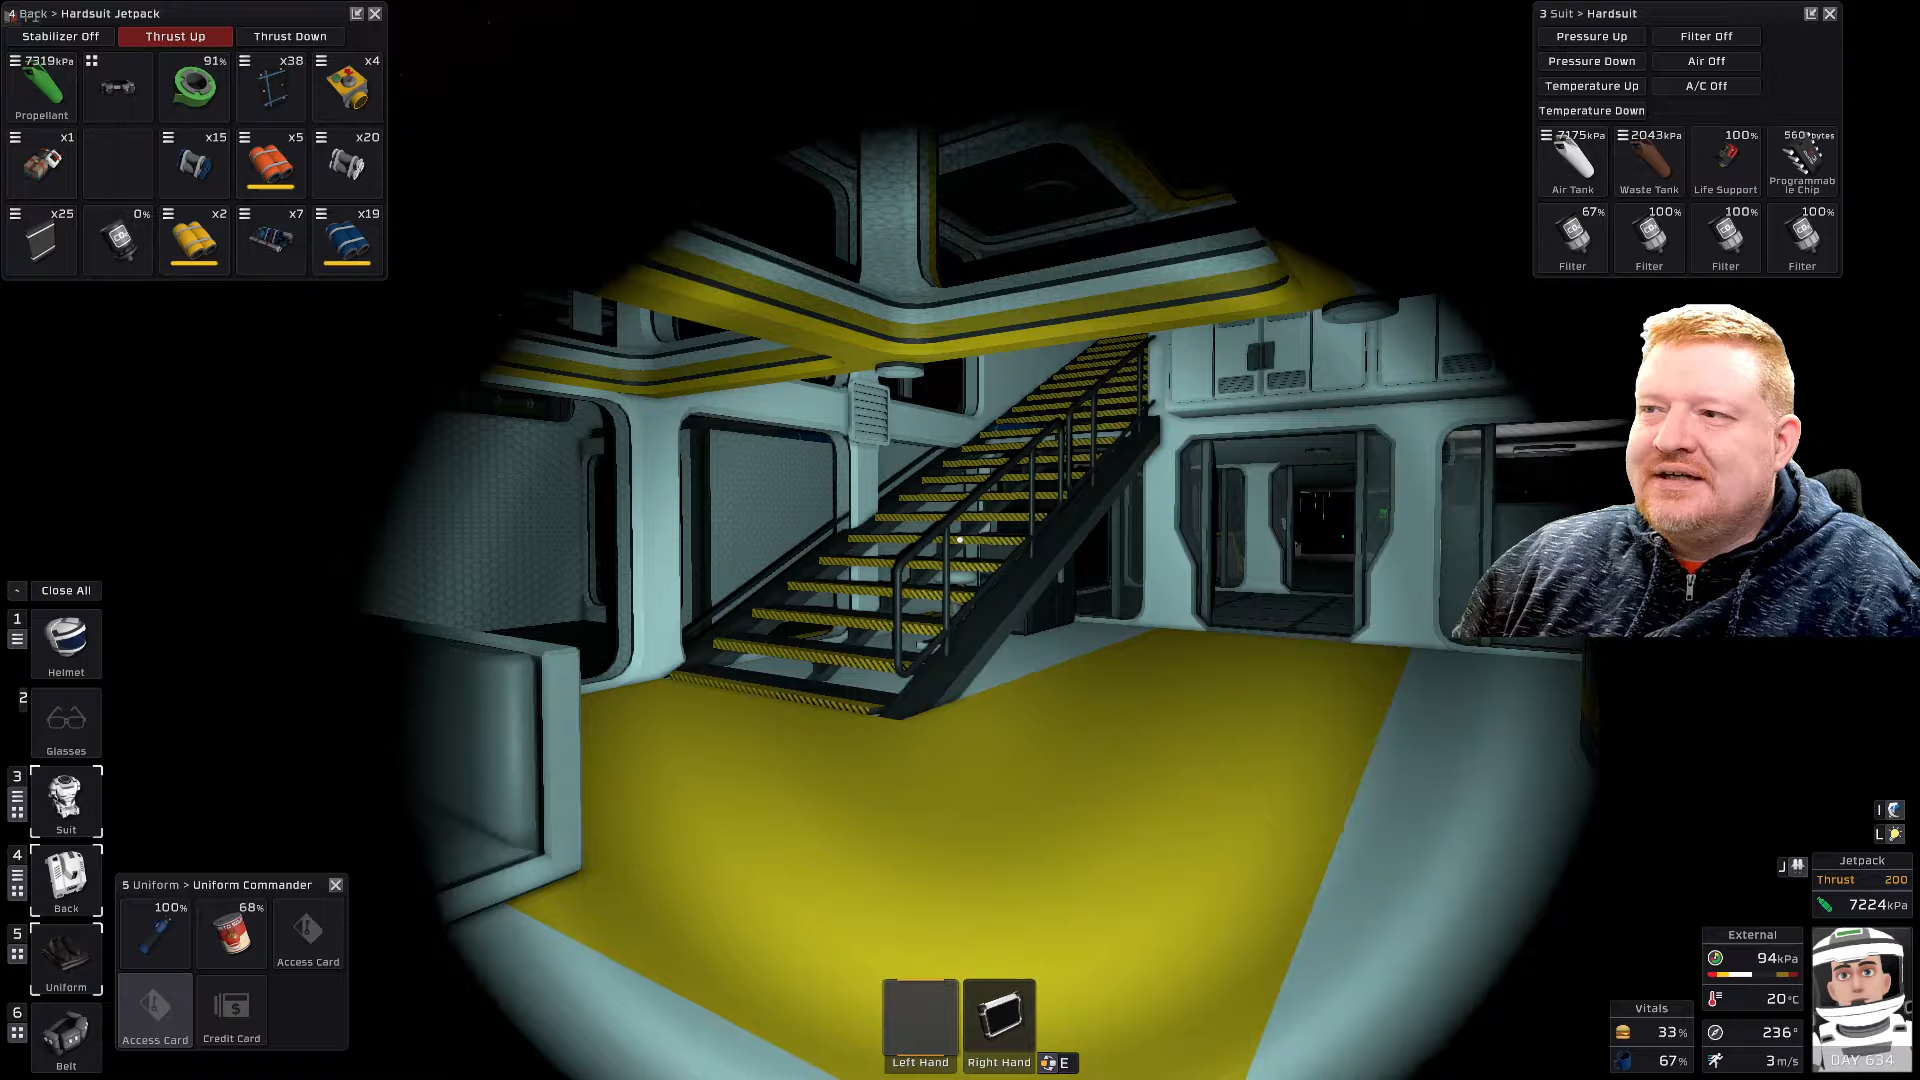 4 Back > Hardsuit Jetpack
Stabilizer Off
Thrust Up
Thrust Down
7319kPa
91%
x38
x4
Propellant
x1
x15
x5
x20
x25
0%
x2
x7
x19
3 Suit > Hardsuit
Pressure Up
Filter Off
Pressure Down
Air Off
Temperature Up
A/C Off
Temperature Down
7175kPa
2043kPa
100%
560 bytes
Air Tank
Waste Tank
Life Support
Programmab
le Chip
67%
100%
100%
100%
Filter
Filter
Filter
Filter
~
Close All
1
Helmet
2
Glasses
3
Suit
4
Back
5
Uniform
6
Belt
5 Uniform > Uniform Commander
100%
68%
Access Card
Access Card
Credit Card
Left Hand
Right Hand
E
I
L
J
Jetpack
Thrust 200
7224kPa
External
94kPa
20°C
Vitals
33%
236°
67%
3m/s
DAY 634